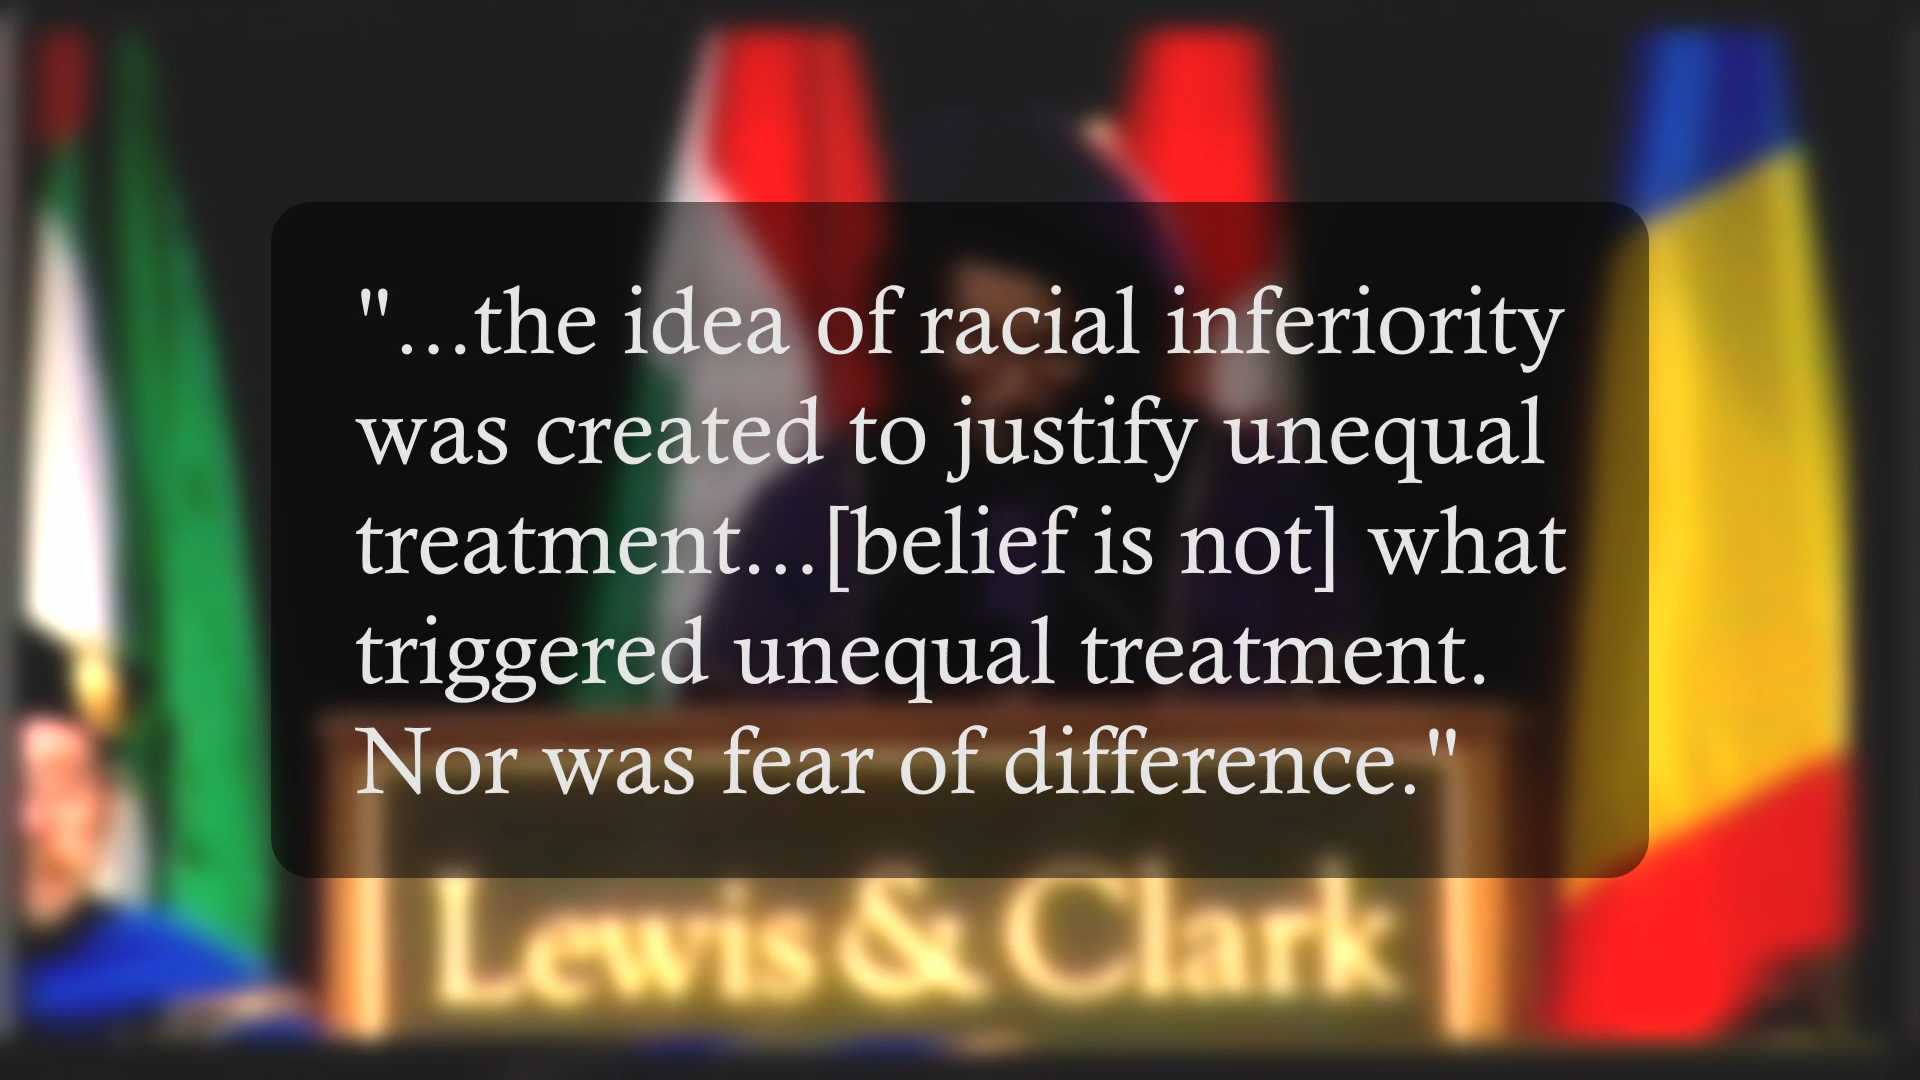 "...the idea of racial inferiority
was created to justify unequal
treatment...[belief is not] what
triggered unequal treatment.
Nor was fear of difference."
Lewis & Clark